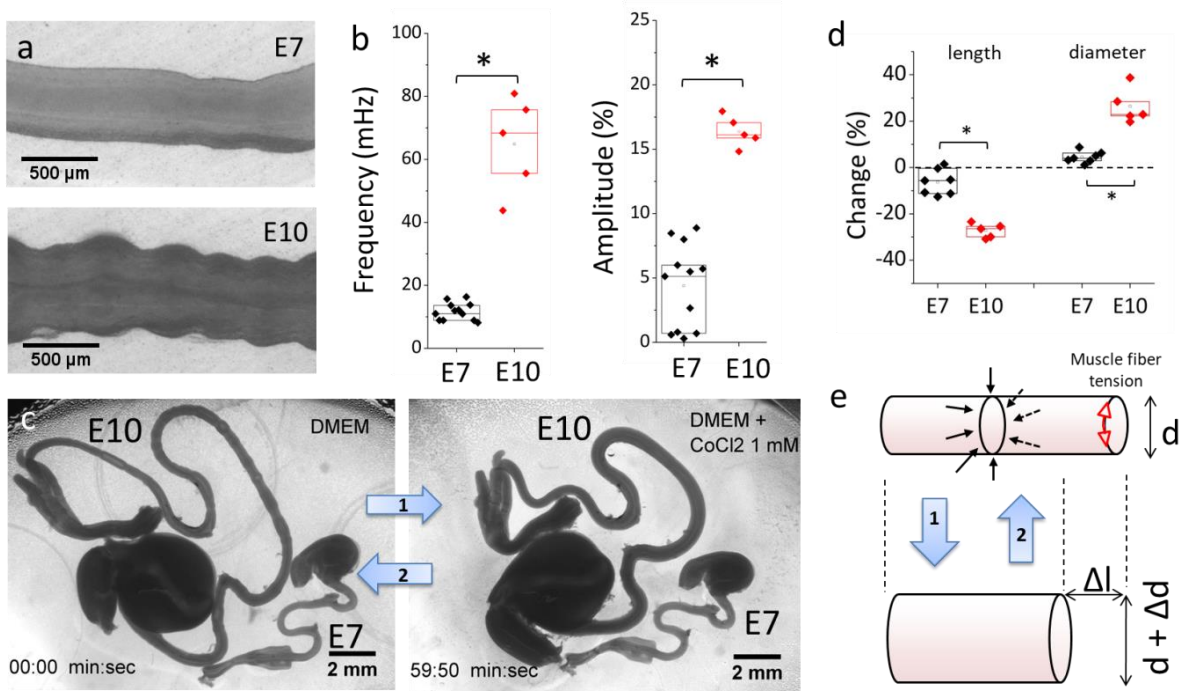 a
E7
500 µm
E10
500 µm
b
Frequency (mHz)
100
80
60
40
20
0
*
E7
E10
Amplitude (%)
25
20
15
10
5
0
*
E7
E10
d
length
diameter
Change (%)
40
20
0
-20
-40
*
*
E7
E10
E7
E10
c
E10
DMEM
E7
00:00 min:sec
2 mm
1
2
E10
DMEM +
CoCl2 1 mM
E7
59:50 min:sec
2 mm
e
Muscle fiber
tension
d
1
2
Δl
d + Δd